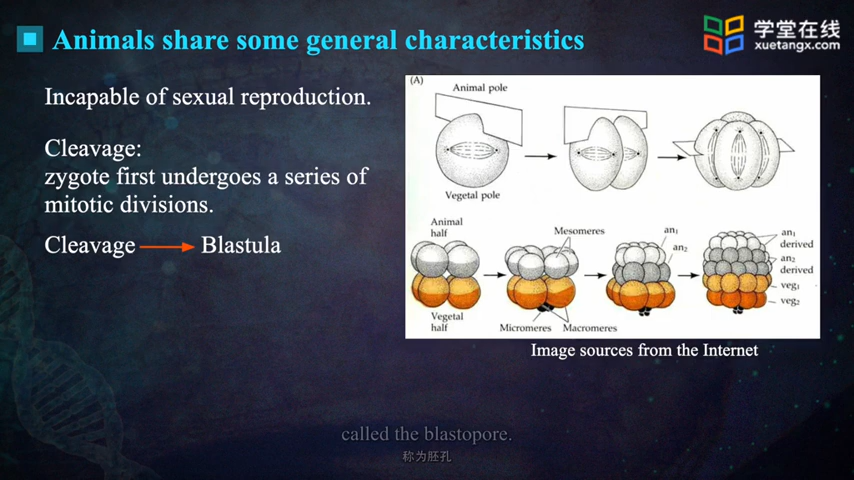 Animals share some general characteristics
学堂在线
xuetangx.com
Incapable of sexual reproduction.
Cleavage:
zygote first undergoes a series of
mitotic divisions.
Cleavage
Blastula
(A)
Animal pole
Vegetal pole
Animal
half
Mesomeres
an1
an2
an1
derived
an2
derived
veg1
veg2
Vegetal
half
Micromeres
Macromeres
Image sources from the Internet
called the blastopore.
称为胚孔